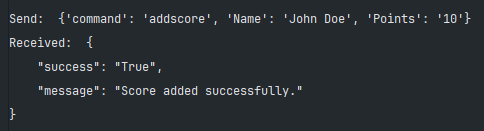 Send:  {'command': 'addscore', 'Name': 'John Doe', 'Points': '10'}
Received:  {
    "success": "True",
    "message": "Score added successfully."
}